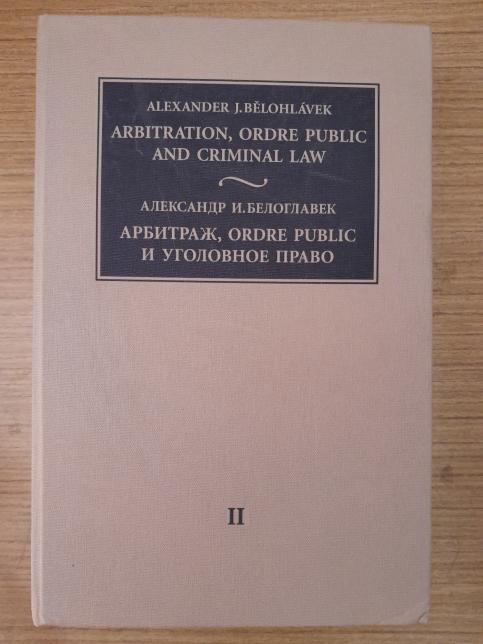 ALEXANDER J. BĚLOHLÁVEK
ARBITRATION, ORDRE PUBLIC
AND CRIMINAL LAW
АЛЕКСАНДР И.БЕЛОГЛАВЕК
АРБИТРАЖ, ORDRE PUBLIC
И УГОЛОВНОЕ ПРАВО
II